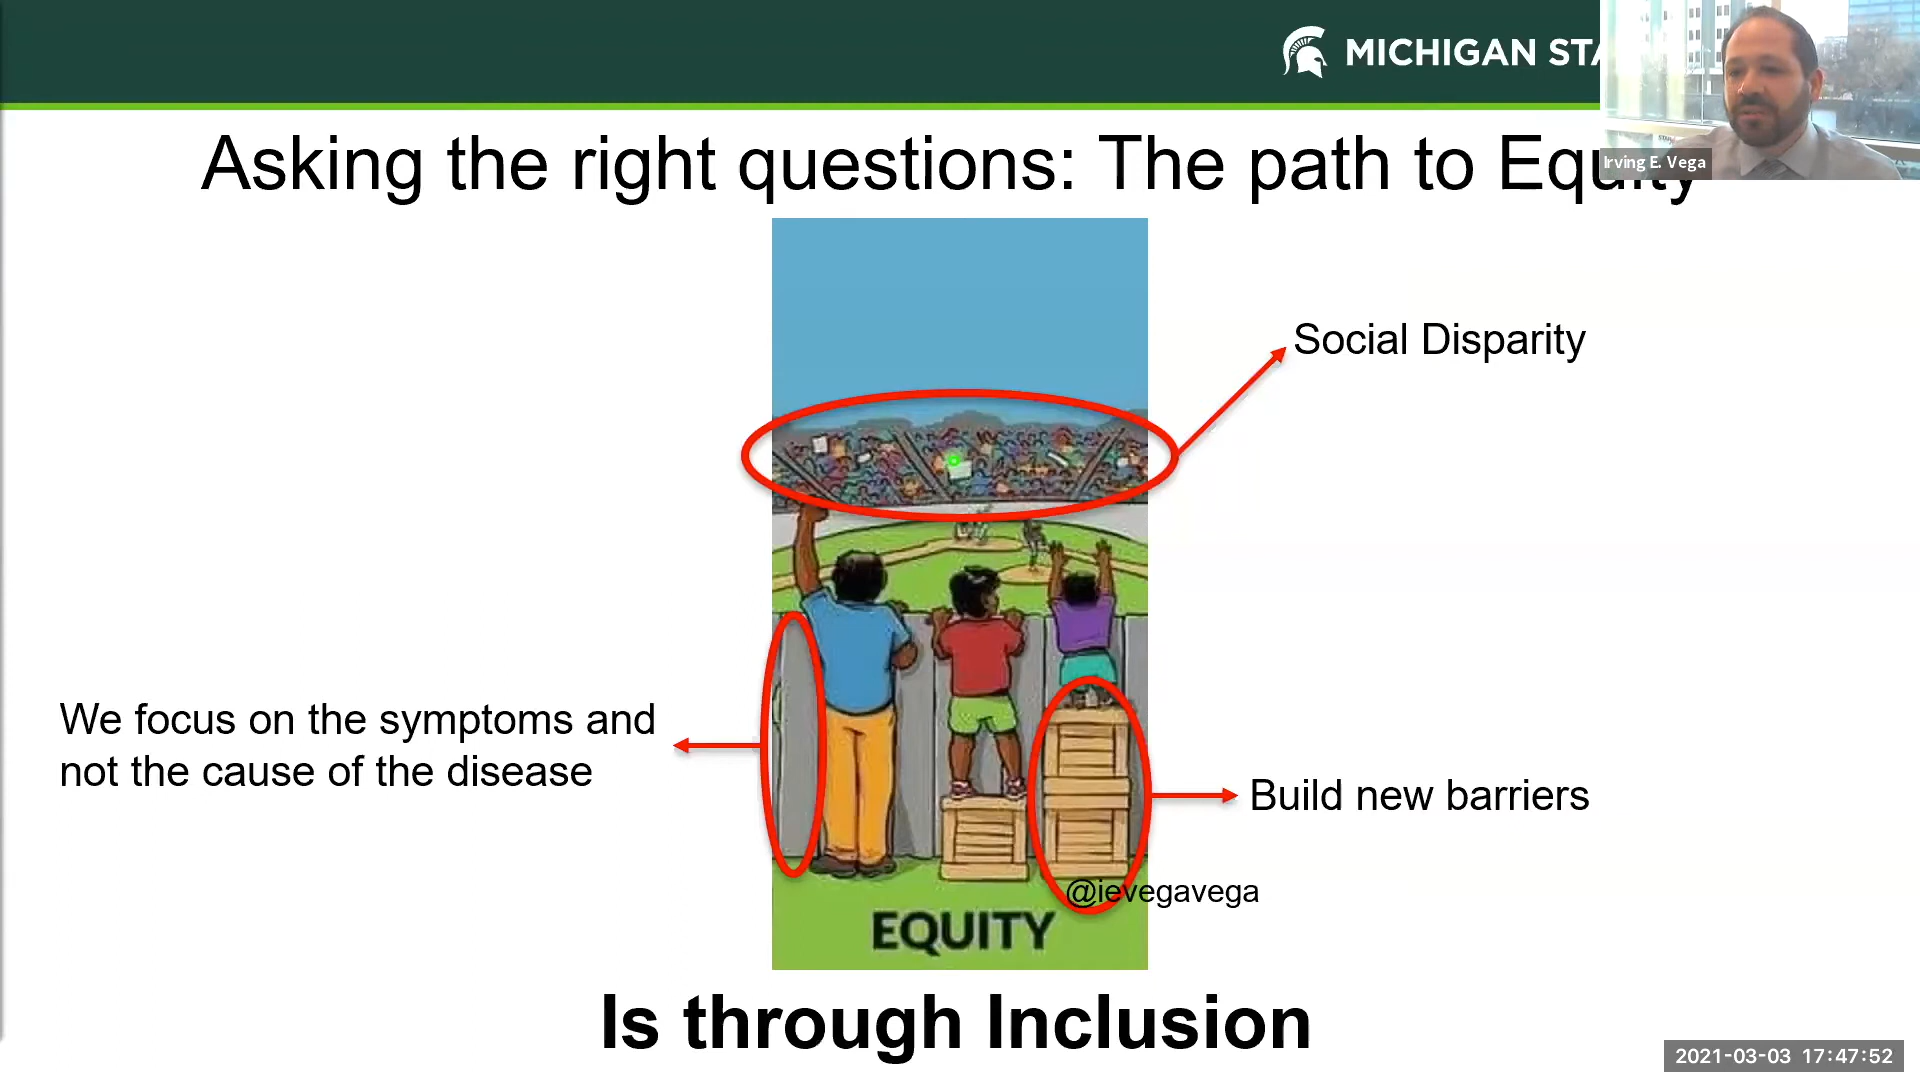 MICHIGAN STA
Irving E. Vega
Asking the right questions: The path to Equity
Social Disparity
We focus on the symptoms and
not the cause of the disease
Build new barriers
@ievegavega
EQUITY
Is through Inclusion
2021-03-03 17:47:52